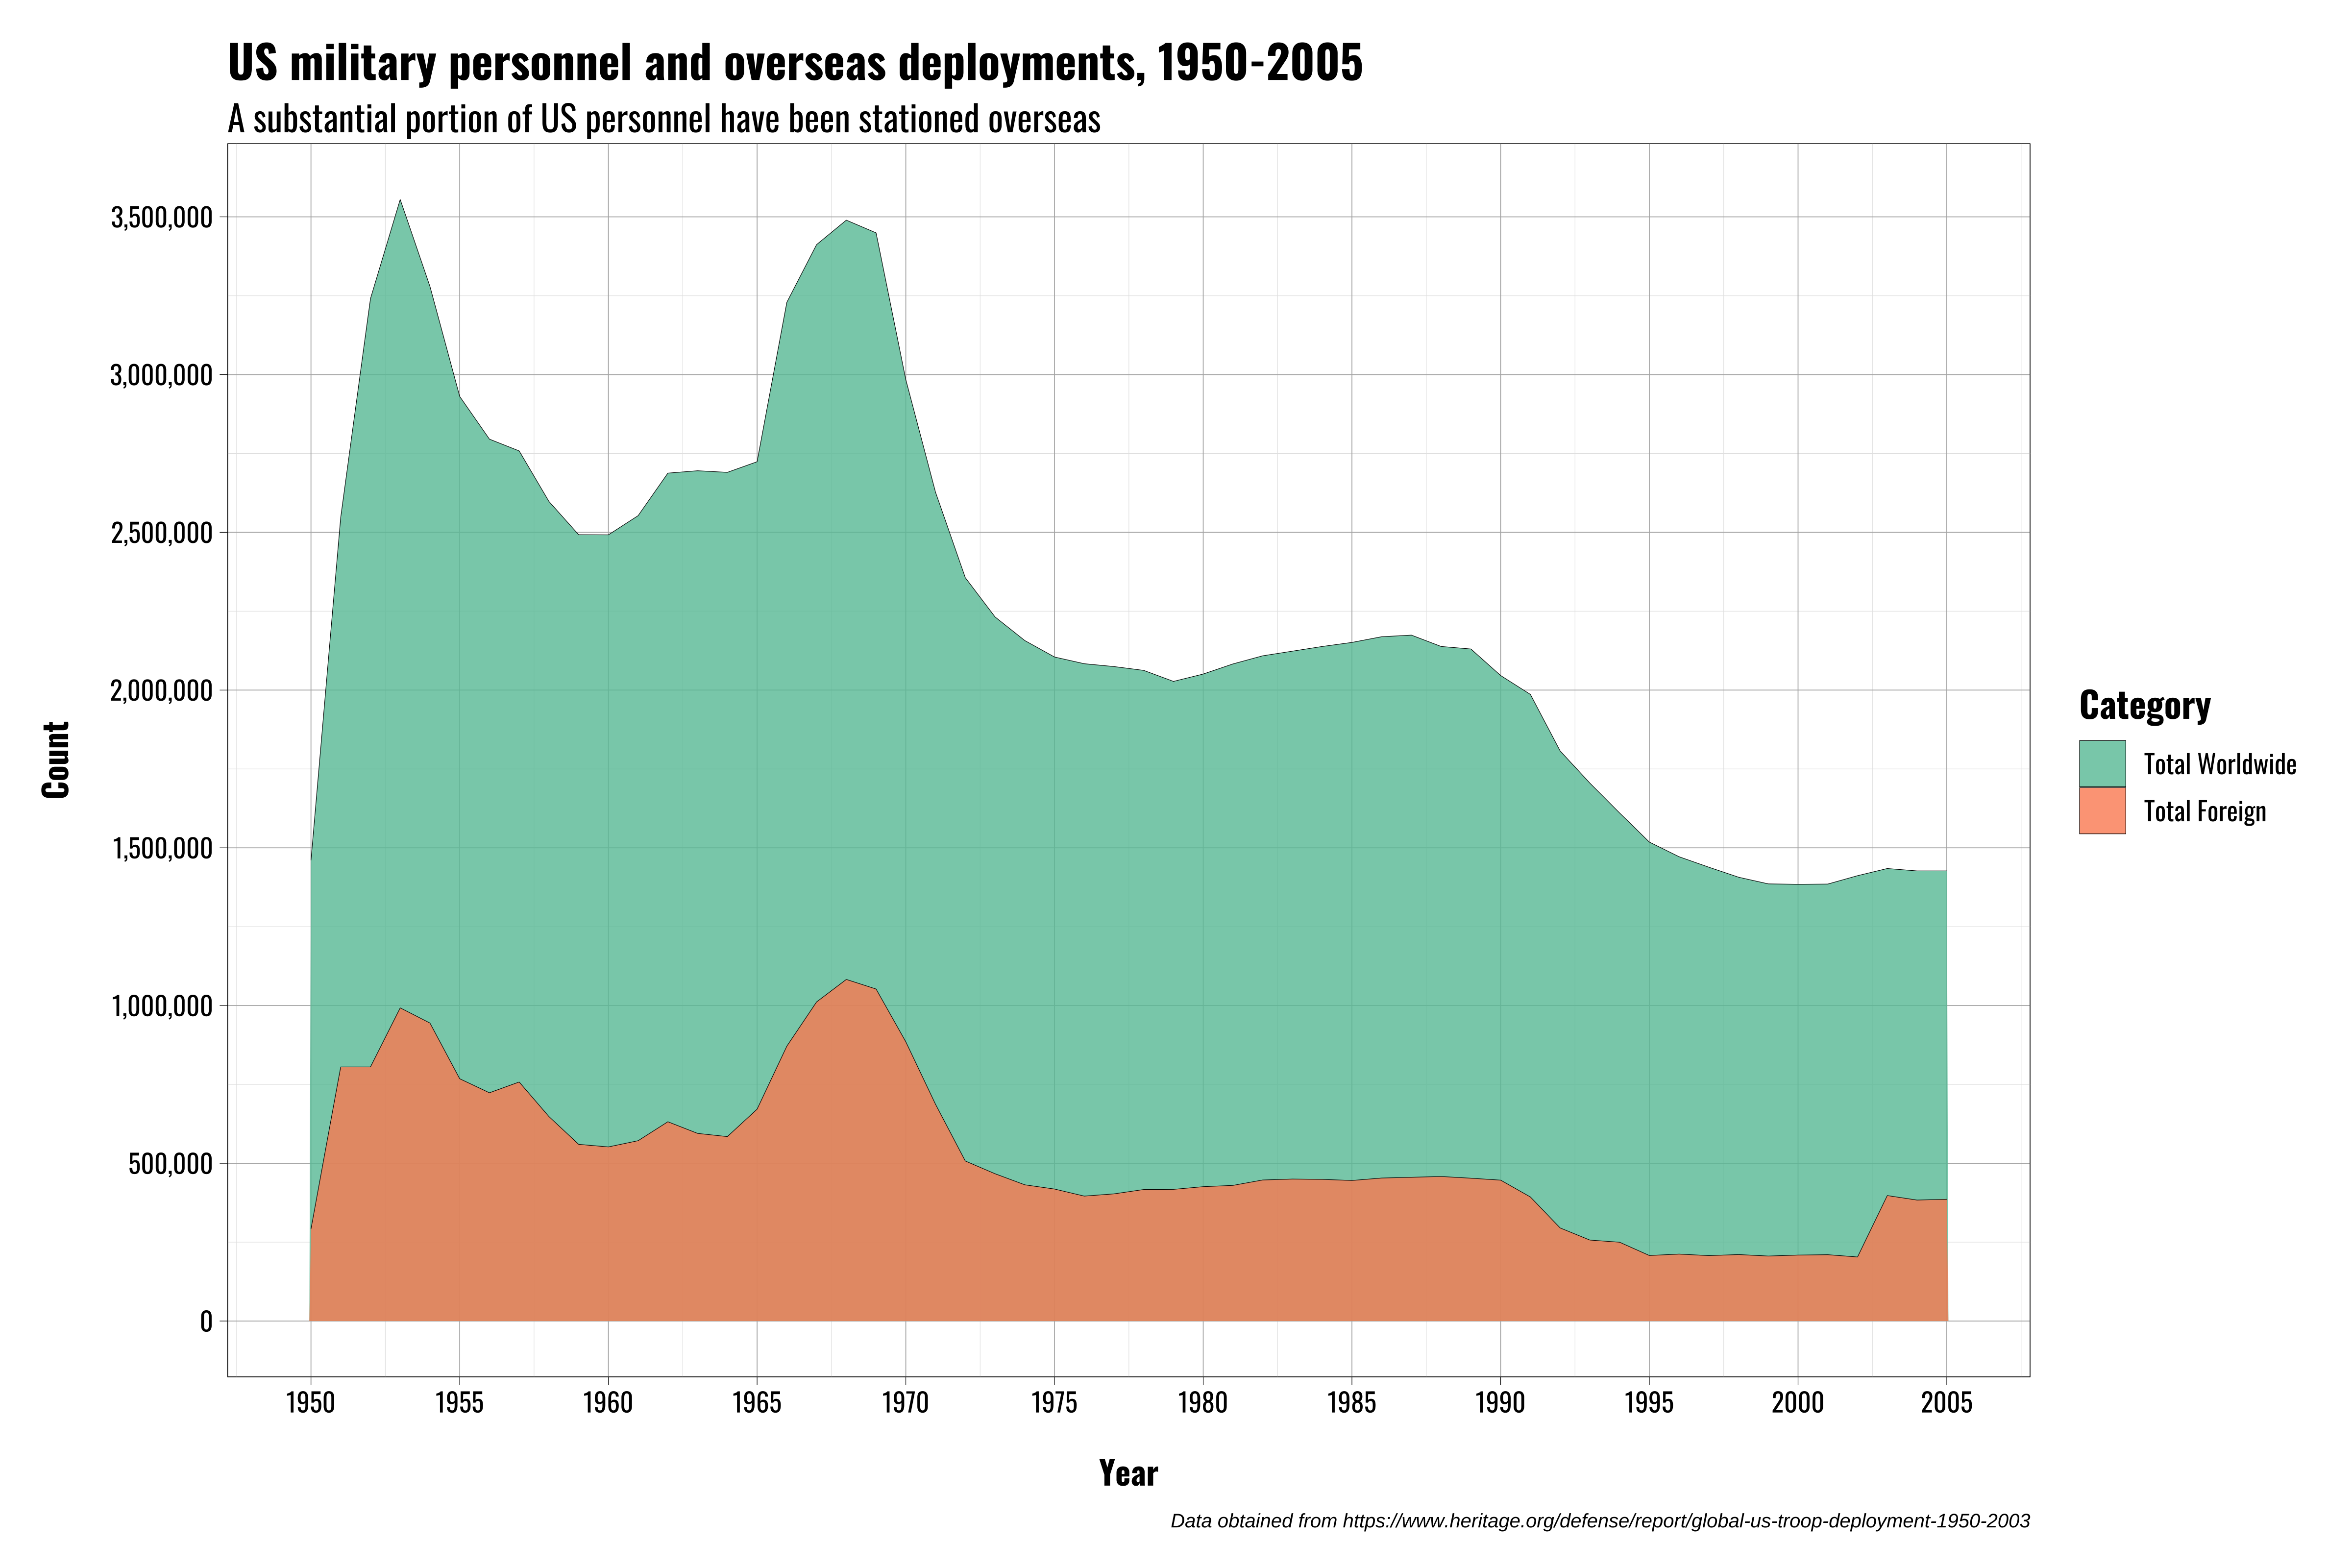 US military personnel and overseas deployments, 1950-2005
A substantial portion of US personnel have been stationed overseas
3,500,000
3,000,000
2,500,000
2,000,000
1,500,000
1,000,000
500,000
0
Count
1950 1955 1960 1965 1970 1975 1980 1985 1990 1995 2000 2005
Year
Category
Total Worldwide
Total Foreign
Data obtained from https://www.heritage.org/defense/report/global-us-troop-deployment-1950-2003